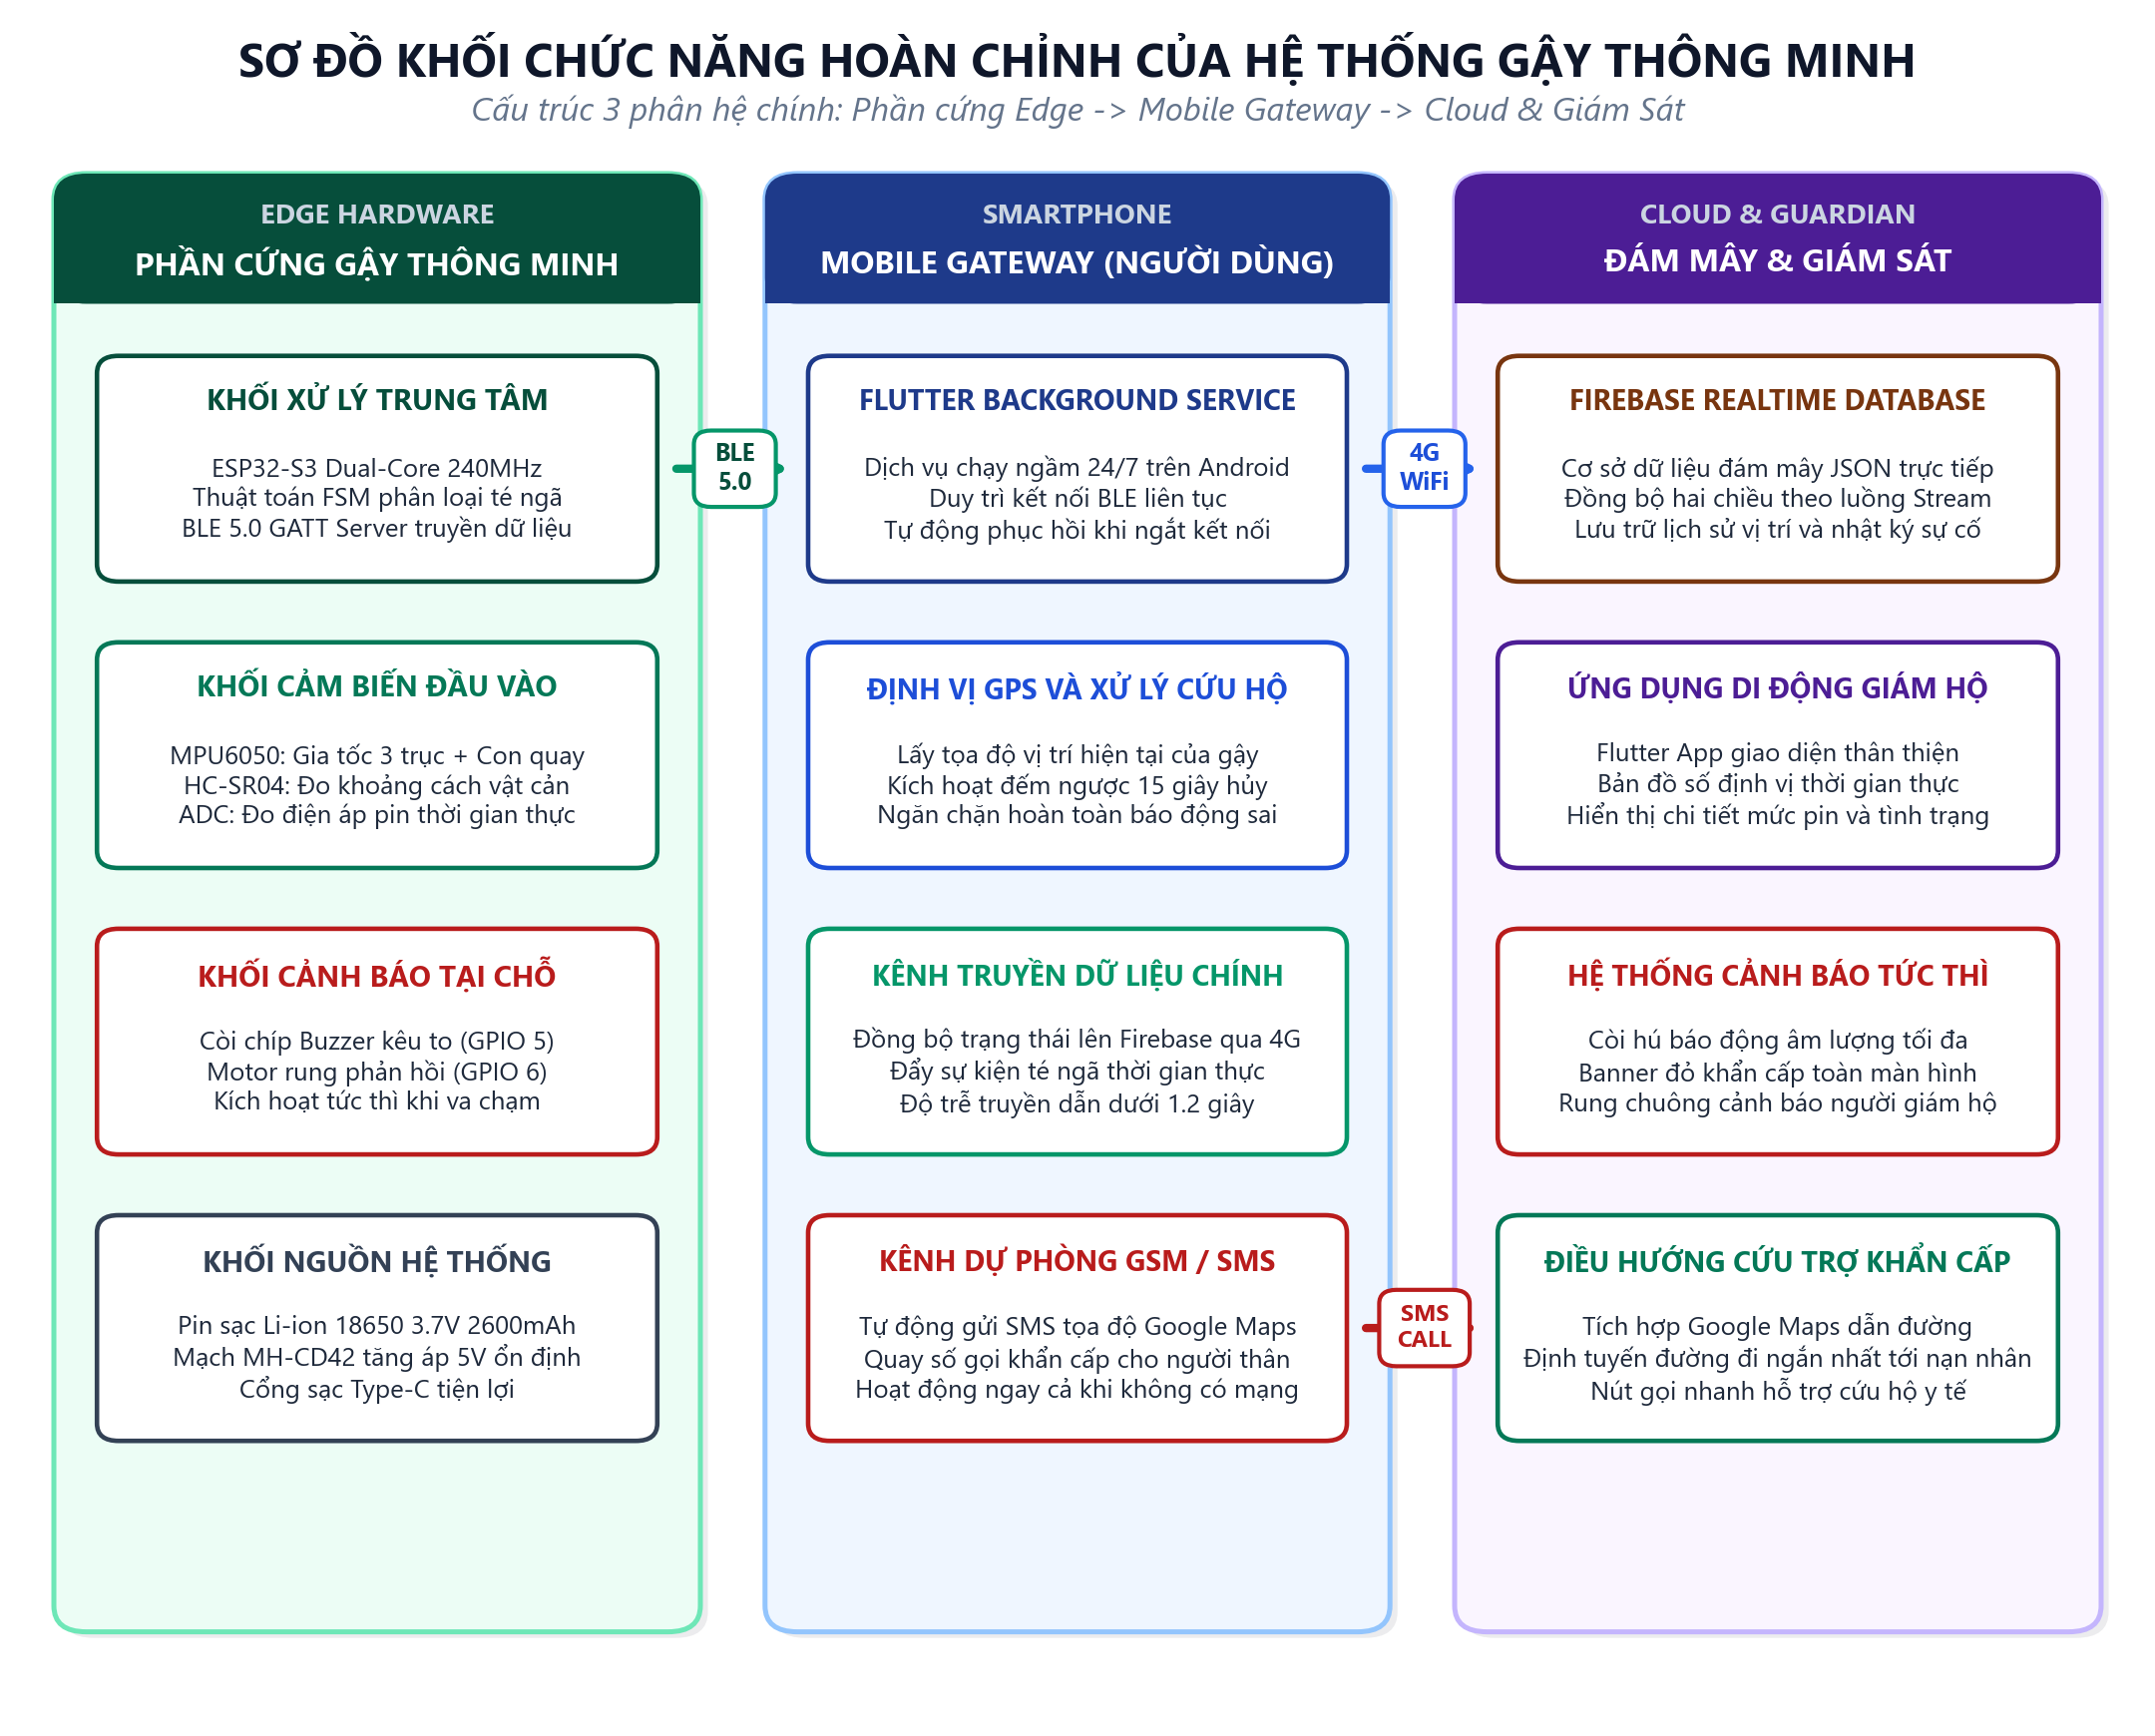 SƠ ĐỒ KHỐI CHỨC NĂNG HOÀN CHỈNH CỦA HỆ THỐNG GẬY THÔNG MINH
Cấu trúc 3 phân hệ chính: Phần cứng Edge -> Mobile Gateway -> Cloud & Giám Sát
EDGE HARDWARE
PHẦN CỨNG GẬY THÔNG MINH
KHỐI XỬ LÝ TRUNG TÂM
ESP32-S3 Dual-Core 240MHz
Thuật toán FSM phân loại té ngã
BLE 5.0 GATT Server truyền dữ liệu
KHỐI CẢM BIẾN ĐẦU VÀO
MPU6050: Gia tốc 3 trục + Con quay
HC-SR04: Đo khoảng cách vật cản
ADC: Đo điện áp pin thời gian thực
KHỐI CẢNH BÁO TẠI CHỖ
Còi chíp Buzzer kêu to (GPIO 5)
Motor rung phản hồi (GPIO 6)
Kích hoạt tức thì khi va chạm
KHỐI NGUỒN HỆ THỐNG
Pin sạc Li-ion 18650 3.7V 2600mAh
Mạch MH-CD42 tăng áp 5V ổn định
Cổng sạc Type-C tiện lợi
BLE
5.0
SMARTPHONE
MOBILE GATEWAY (NGƯỜI DÙNG)
FLUTTER BACKGROUND SERVICE
Dịch vụ chạy ngầm 24/7 trên Android
Duy trì kết nối BLE liên tục
Tự động phục hồi khi ngắt kết nối
ĐỊNH VỊ GPS VÀ XỬ LÝ CỨU HỘ
Lấy tọa độ vị trí hiện tại của gậy
Kích hoạt đếm ngược 15 giây hủy
Ngăn chặn hoàn toàn báo động sai
KÊNH TRUYỀN DỮ LIỆU CHÍNH
Đồng bộ trạng thái lên Firebase qua 4G
Đẩy sự kiện té ngã thời gian thực
Độ trễ truyền dẫn dưới 1.2 giây
KÊNH DỰ PHÒNG GSM / SMS
Tự động gửi SMS tọa độ Google Maps
Quay số gọi khẩn cấp cho người thân
Hoạt động ngay cả khi không có mạng
4G
WiFi
SMS
CALL
CLOUD & GUARDIAN
ĐÁM MÂY & GIÁM SÁT
FIREBASE REALTIME DATABASE
Cơ sở dữ liệu đám mây JSON trực tiếp
Đồng bộ hai chiều theo luồng Stream
Lưu trữ lịch sử vị trí và nhật ký sự cố
ỨNG DỤNG DI ĐỘNG GIÁM HỘ
Flutter App giao diện thân thiện
Bản đồ số định vị thời gian thực
Hiển thị chi tiết mức pin và tình trạng
HỆ THỐNG CẢNH BÁO TỨC THÌ
Còi hú báo động âm lượng tối đa
Banner đỏ khẩn cấp toàn màn hình
Rung chuông cảnh báo người giám hộ
ĐIỀU HƯỚNG CỨU TRỢ KHẨN CẤP
Tích hợp Google Maps dẫn đường
Định tuyến đường đi ngắn nhất tới nạn nhân
Nút gọi nhanh hỗ trợ cứu hộ y tế